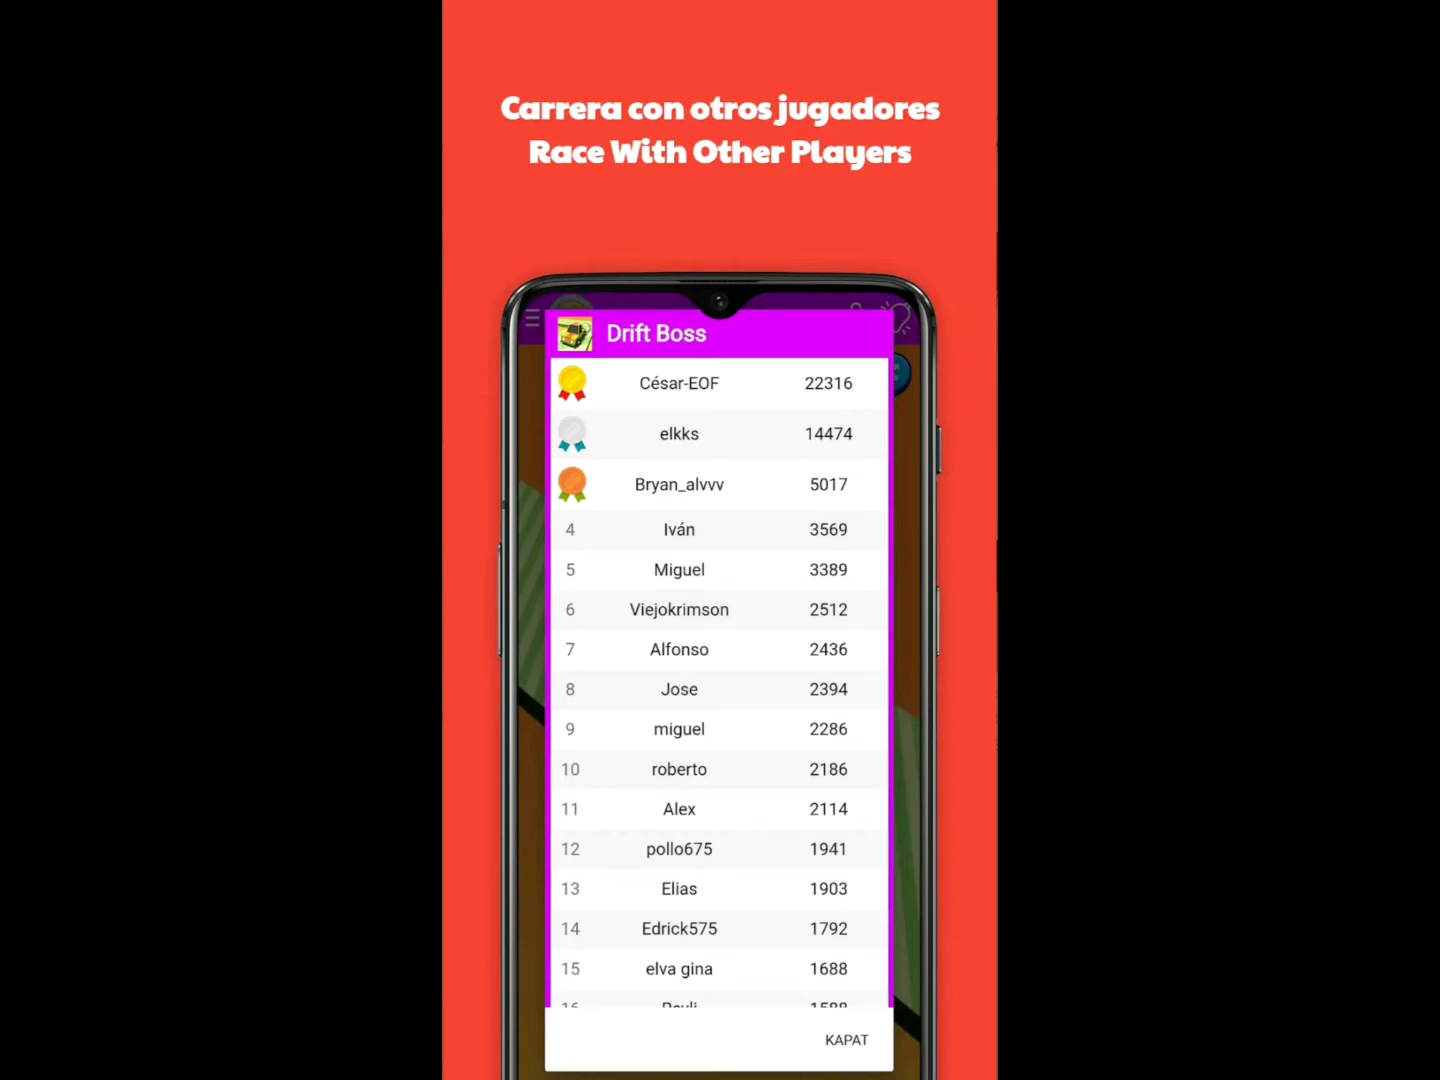 Carrera con otros jugadores
Race With Other Players
Drift Boss
César-EOF 22316
elkks 14474
Bryan_alvvv 5017
4 Iván 3569
5 Miguel 3389
6 Viejokrimson 2512
7 Alfonso 2436
8 Jose 2394
9 miguel 2286
10 roberto 2186
11 Alex 2114
12 pollo675 1941
13 Elias 1903
14 Edrick575 1792
15 elva gina 1688
16
KAPAT